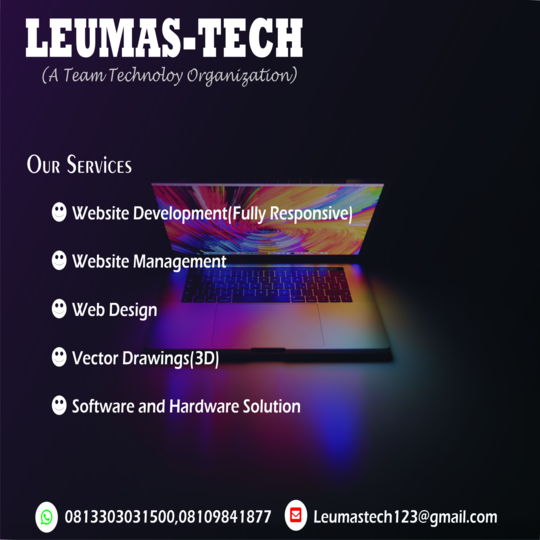 LEUMAS-TECH
(A Team Technoloy Organization)
Our Services
Website Development(Fully Responsive)
Website Management
Web Design
Vector Drawings(3D)
Software and Hardware Solution
0813303031500,08109841877 Leumastech123@gmail.com